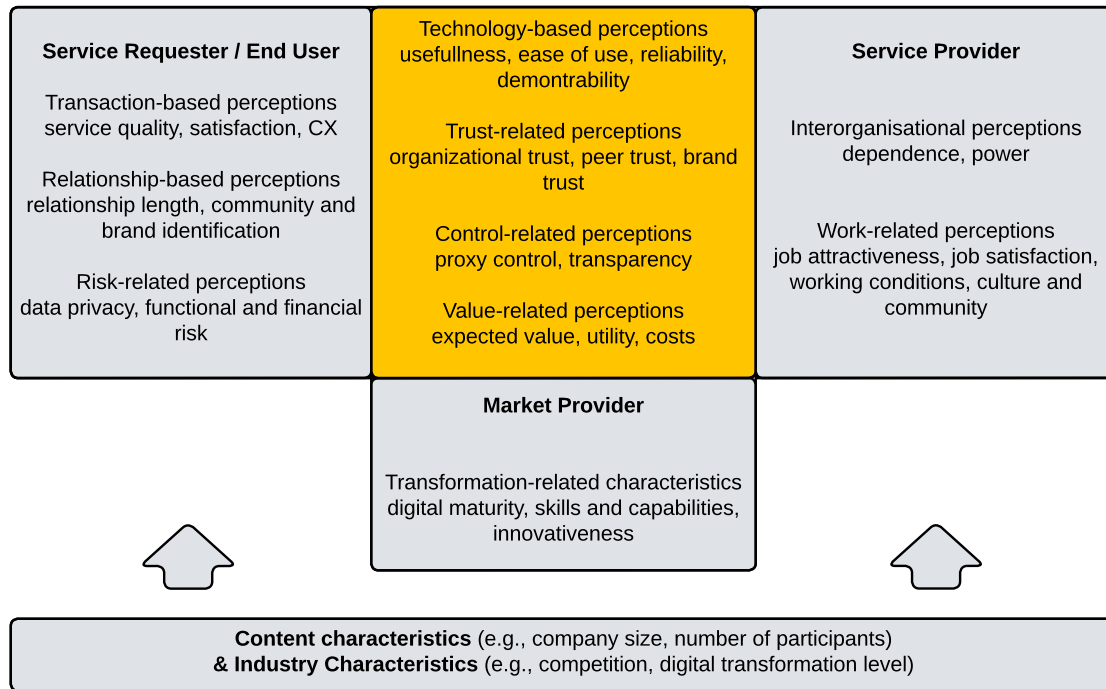 Service Requester / End User
Transaction-based perceptions
service quality, satisfaction, CX
Relationship-based perceptions
relationship length, community and
brand identification
Risk-related perceptions
data privacy, functional and financial
risk
Technology-based perceptions
usefullness, ease of use, reliability,
demontrability
Trust-related perceptions
organizational trust, peer trust, brand
trust
Control-related perceptions
proxy control, transparency
Value-related perceptions
expected value, utility, costs
Service Provider
Interorganisational perceptions
dependence, power
Work-related perceptions
job attractiveness, job satisfaction,
working conditions, culture and
community
Market Provider
Transformation-related characteristics
digital maturity, skills and capabilities,
innovativeness
Content characteristics (e.g., company size, number of participants)
& Industry Characteristics (e.g., competition, digital transformation level)